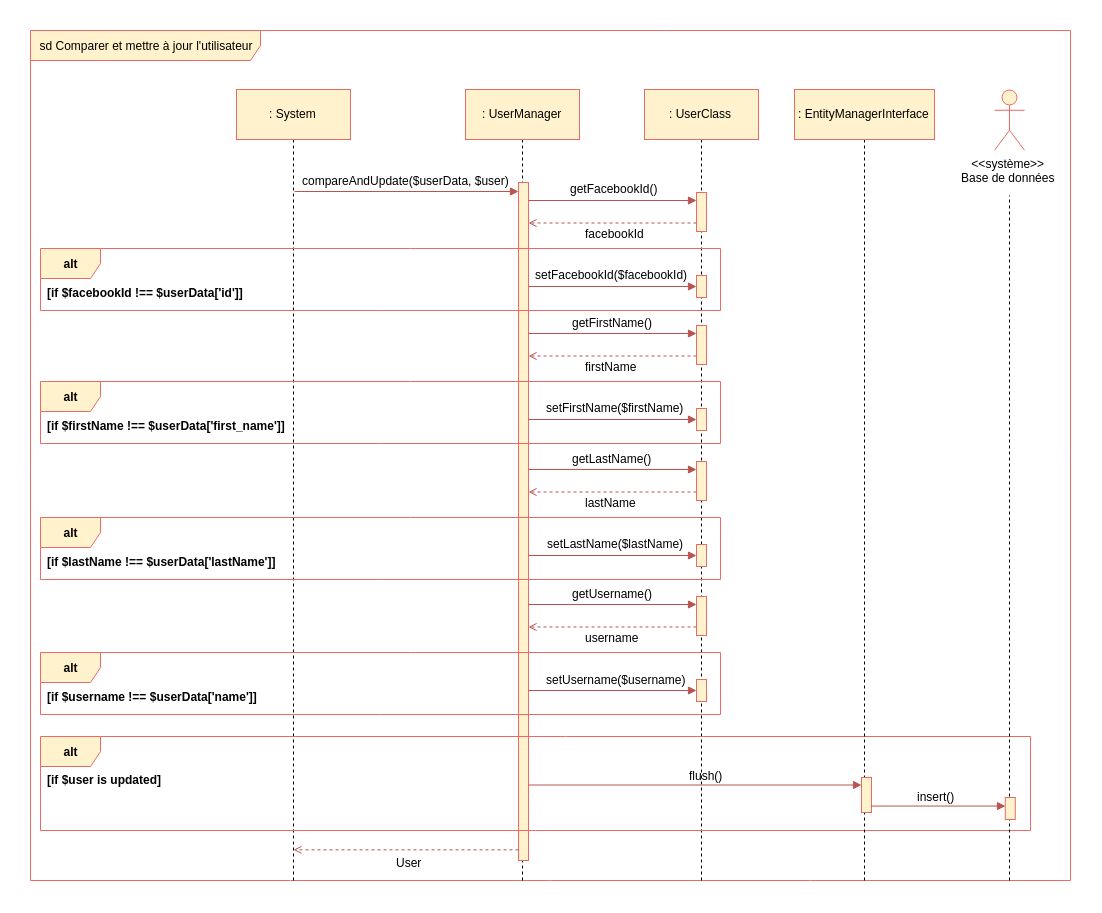 sd Comparer et mettre à jour l'utilisateur
: System
: UserManager
: UserClass
: EntityManagerInterface
<<système>>
Base de données
compareAndUpdate($userData, $user)
getFacebookId()
facebookId
alt
setFacebookId($facebookId)
[if $facebookId !== $userData['id']]
getFirstName()
firstName
alt
setFirstName($firstName)
[if $firstName !== $userData['first_name']]
getLastName()
lastName
alt
setLastName($lastName)
[if $lastName !== $userData['lastName']]
getUsername()
username
alt
setUsername($username)
[if $username !== $userData['name']]
alt
[if $user is updated]
flush()
insert()
User